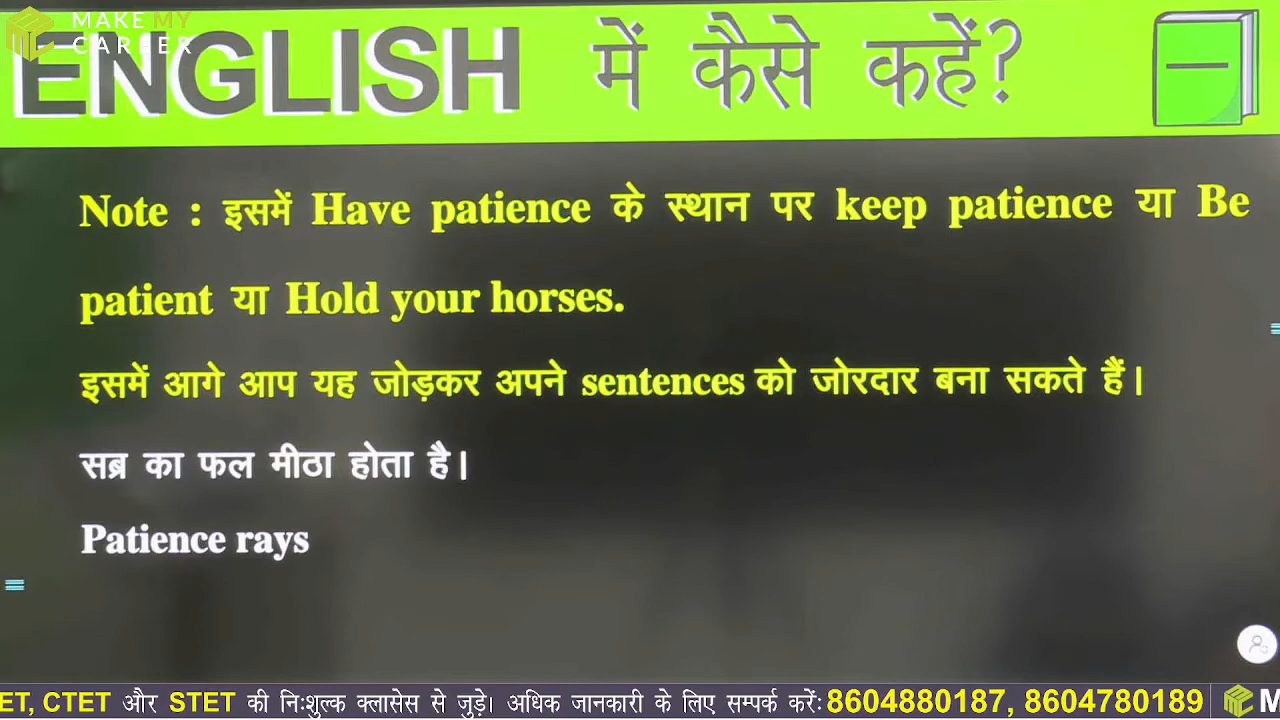 MAKE MY
CAREER
ENGLISH में कैसे कहें?
Note : इसमें Have patience के स्थान पर keep patience या Be
patient या Hold your horses.
इसमें आगे आप यह जोड़कर अपने sentences को जोरदार बना सकते हैं।
सब्र का फल मीठा होता है।
Patience rays
ET, CTET और STET की निःशुल्क क्लासेस से जुड़े। अधिक जानकारी के लिए सम्पर्क करें: 8604880187, 8604780189 M